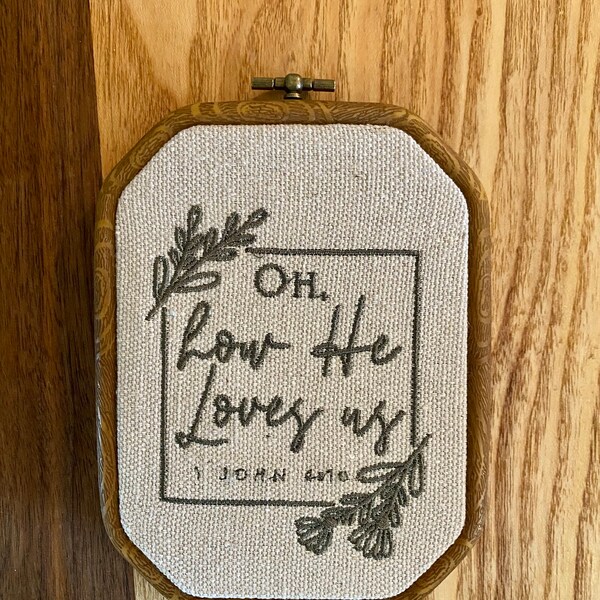 Oh,
how He
Loves us
1 JOHN